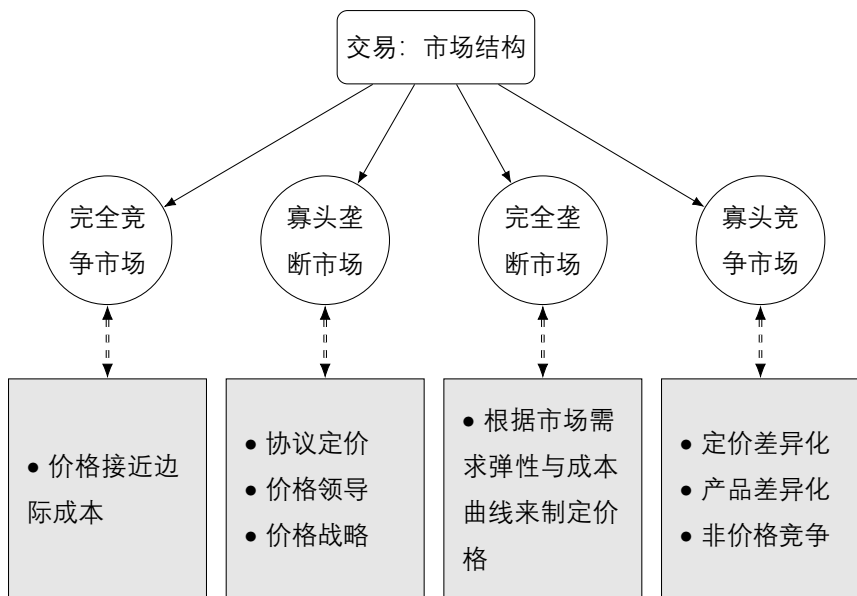 交易：市场结构
完全竞
争市场
寡头垄
断市场
完全垄
断市场
寡头竞
争市场
● 价格接近边
际成本
● 协议定价
● 价格领导
● 价格战略
● 根据市场需
求弹性与成本
曲线来制定价
格
● 定价差异化
● 产品差异化
● 非价格竞争